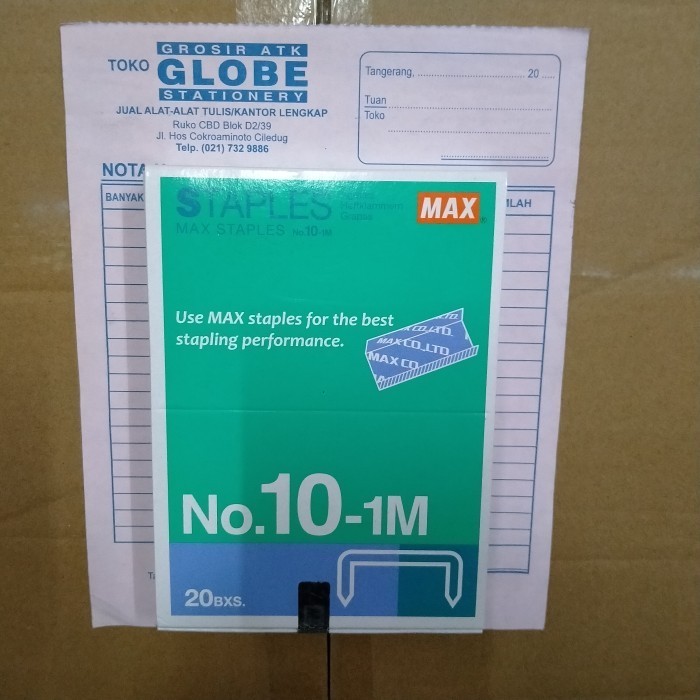 TOKO
GROSIR ATK
GLOBE
STATIONERY
JUAL ALAT-ALAT TULIS/KANTOR LENGKAP
Ruko CBD Blok D2/39
Jl. Hos Cokroaminoto Ciledug
Telp. (021) 732 9886
Tangerang, 20
Tuan
Toko
NOTA
BANYAK
MLAH
STAPLES
MAX STAPLES No.10-1M
MAX
Use MAX staples for the best
stapling performance.
MAX CO.,LTD
MAX CO
No.10-1M
20BXS.